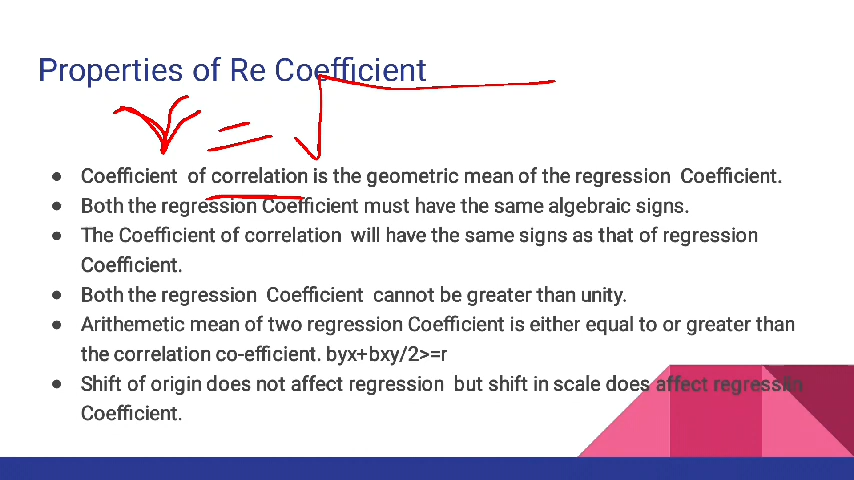 Properties of Re Coefficient
r = √
● Coefficient of correlation is the geometric mean of the regression Coefficient.
● Both the regression Coefficient must have the same algebraic signs.
● The Coefficient of correlation will have the same signs as that of regression
Coefficient.
● Both the regression Coefficient cannot be greater than unity.
● Arithemetic mean of two regression Coefficient is either equal to or greater than
the correlation co-efficient. byx+bxy/2>=r
● Shift of origin does not affect regression but shift in scale does affect regressiin
Coefficient.